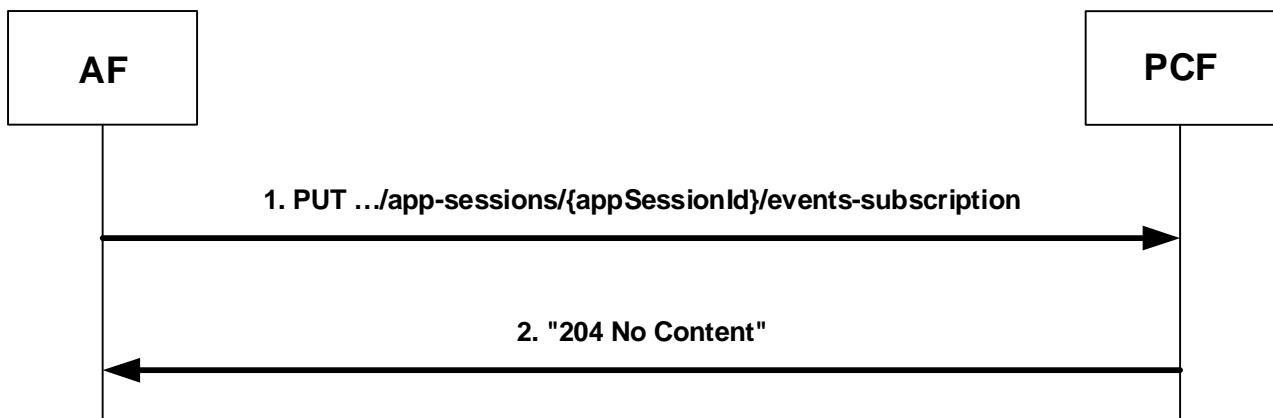 AF
PCF
1. PUT …/app-sessions/{appSessionId}/events-subscription
2. "204 No Content"